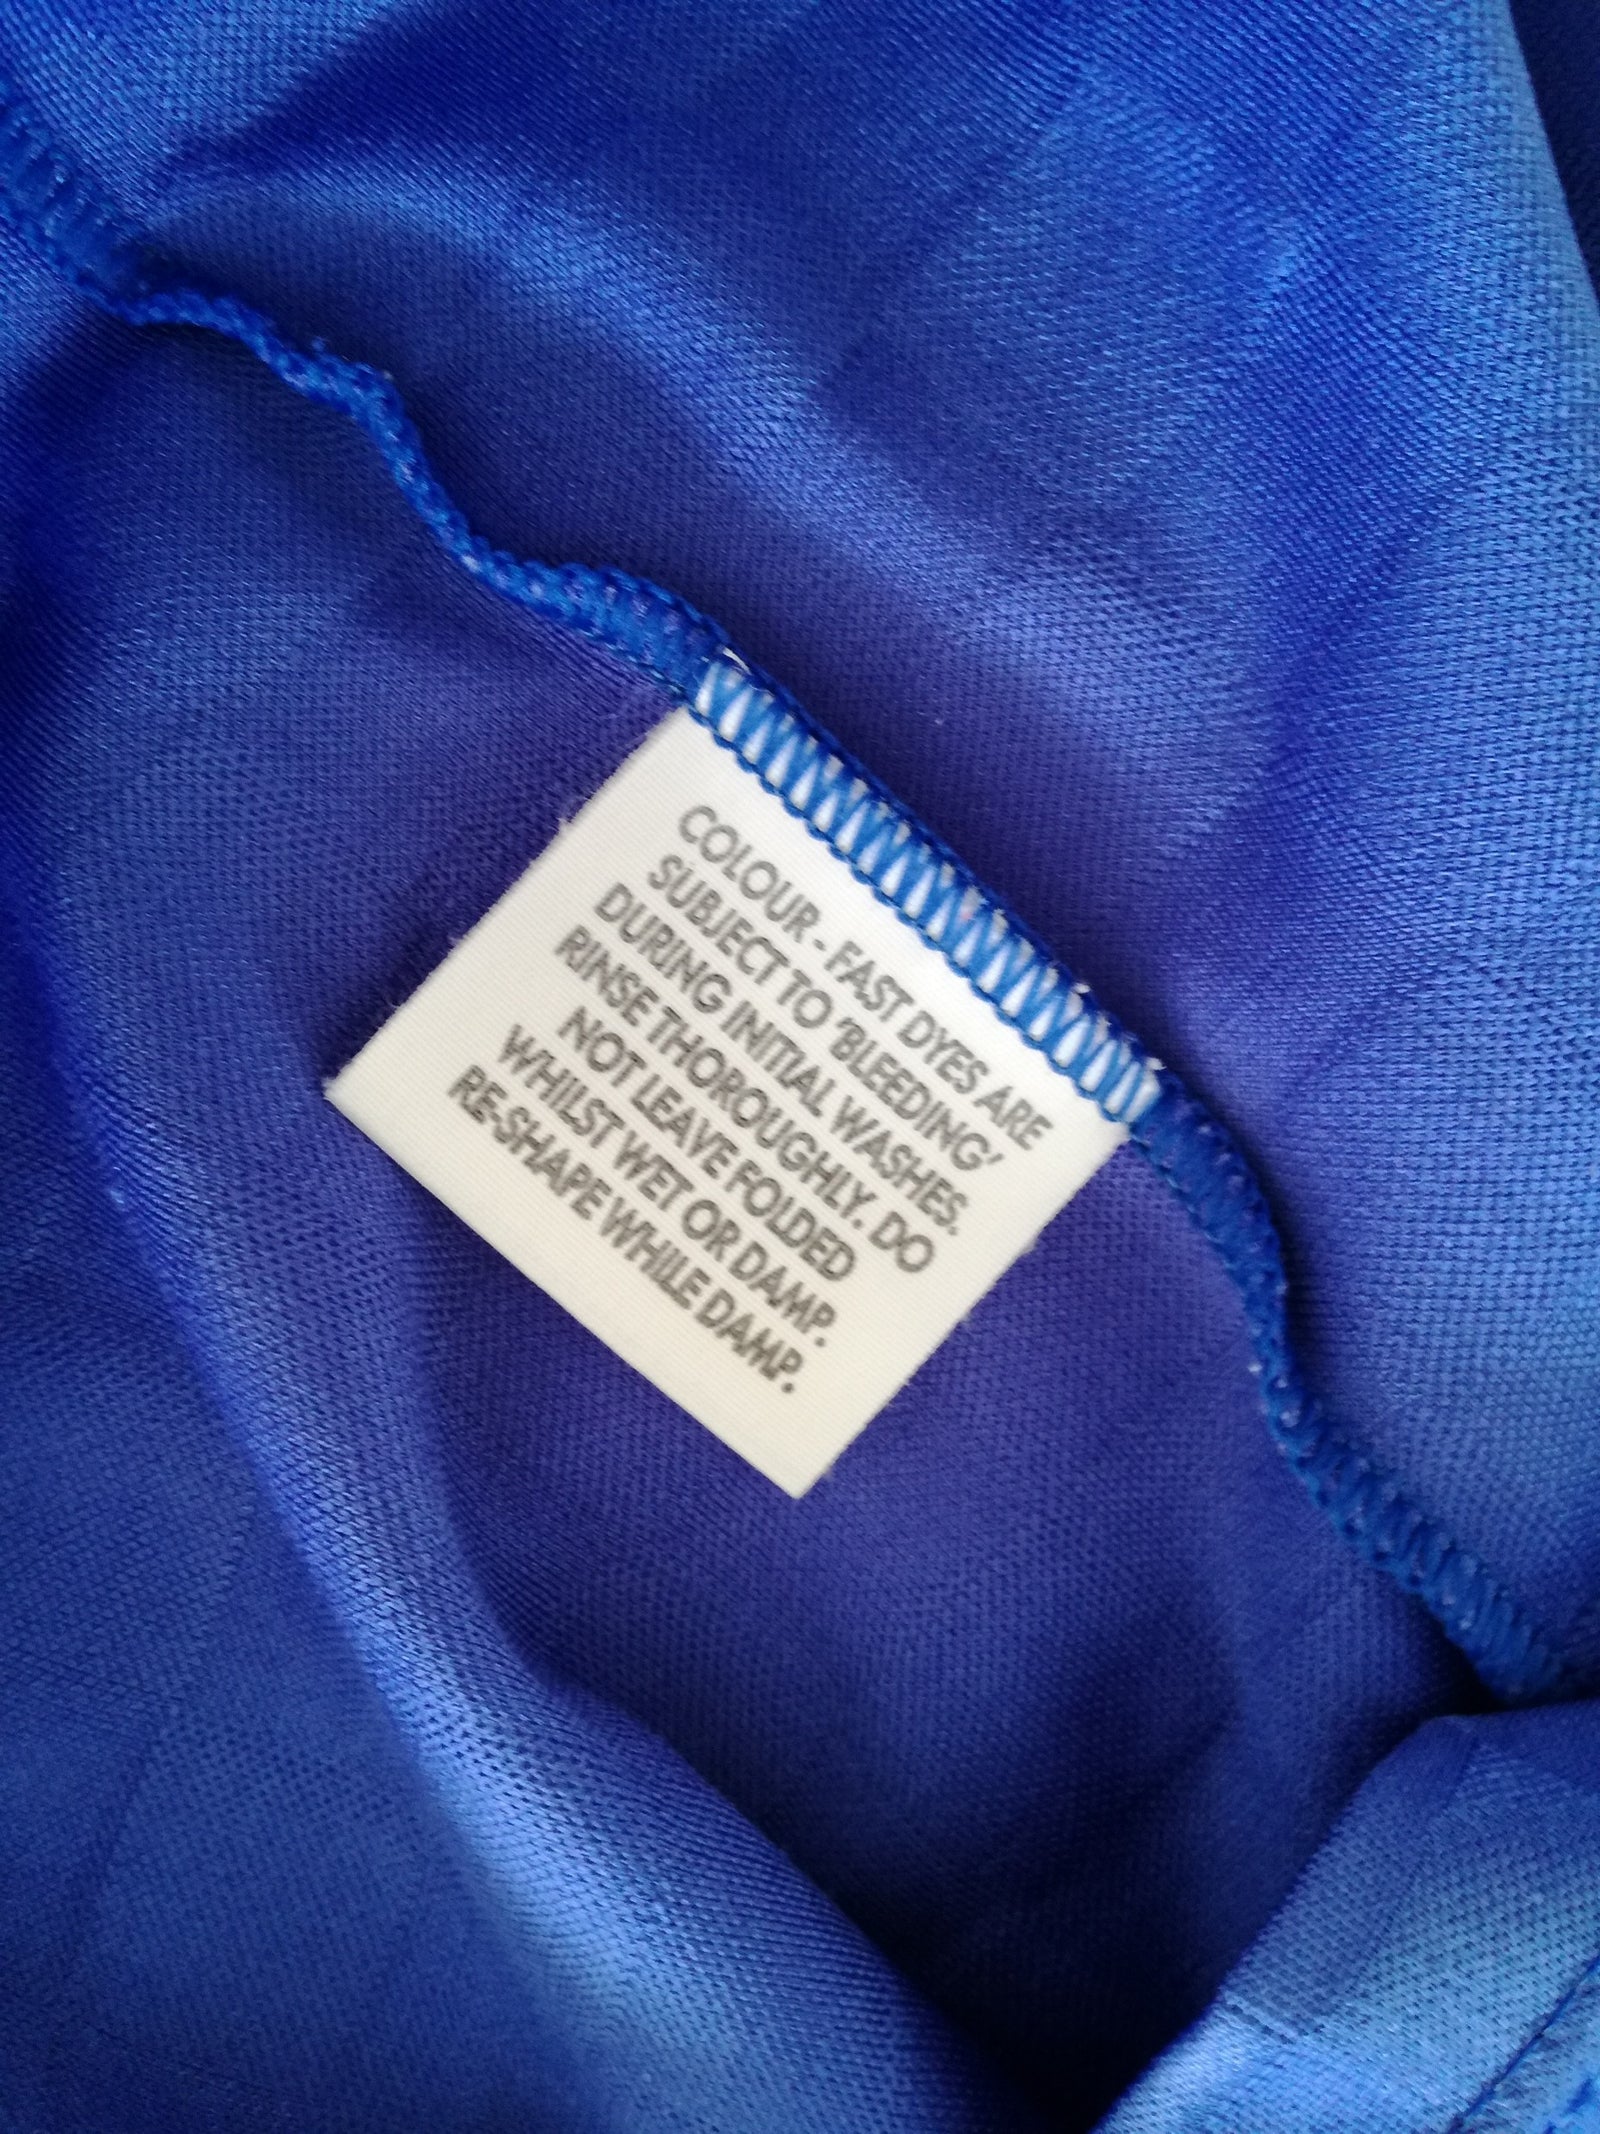 COLOUR - FAST DYES ARE
SUBJECT TO 'BLEEDING'
DURING INITIAL WASHES.
RINSE THOROUGHLY. DO
NOT LEAVE FOLDED
WHILST WET OR DAMP.
RE-SHAPE WHILE DAMP.